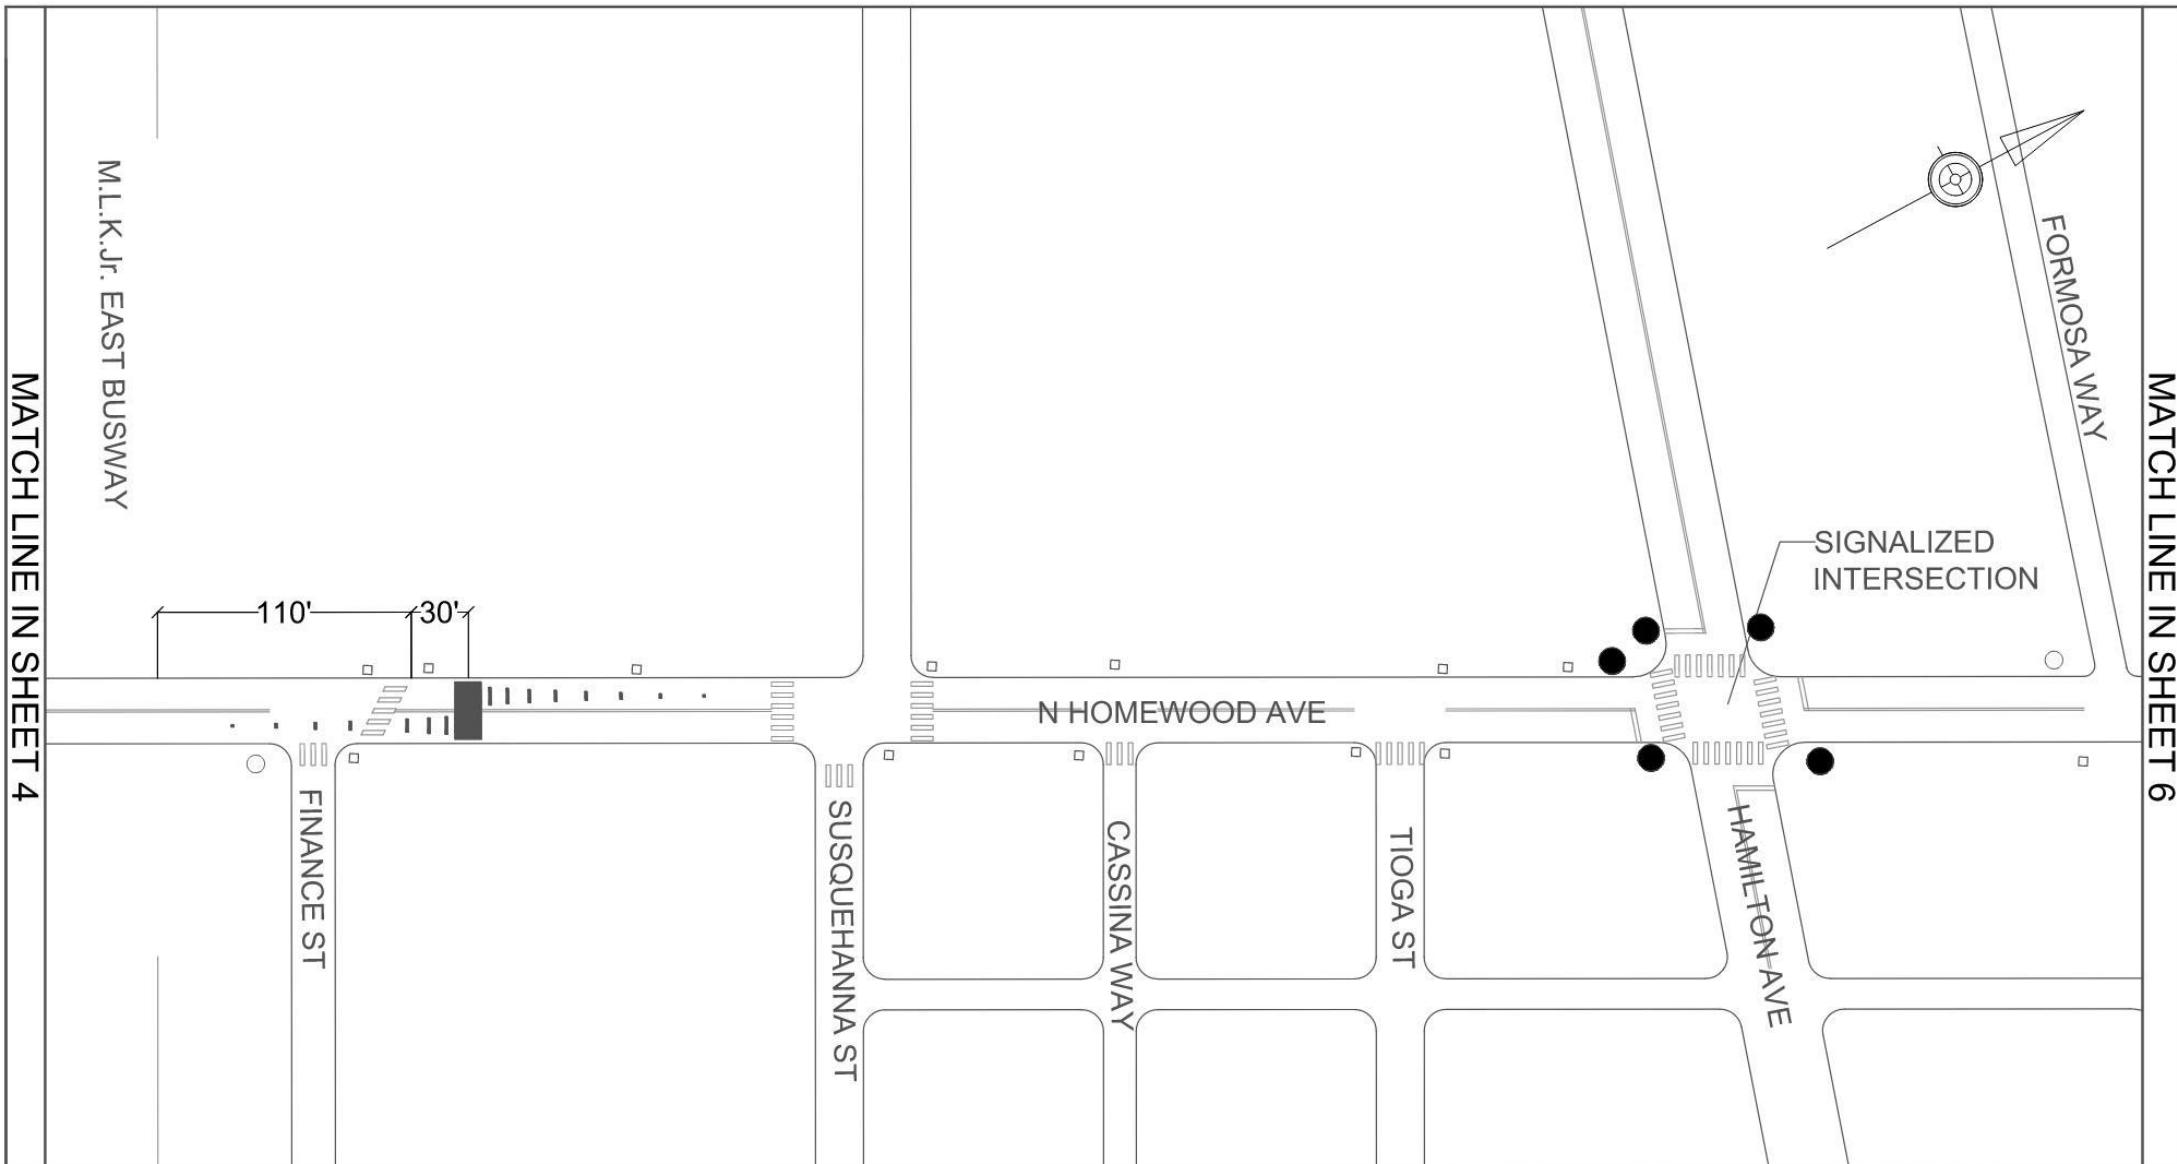 MATCH LINE IN SHEET 4
M.L.K.Jr. EAST BUSWAY
110'
30'
FINANCE ST
SUSQUEHANNA ST
N HOMEWOOD AVE
CASSINA WAY
TIOGA ST
HAMILTON AVE
SIGNALIZED
INTERSECTION
FORMOSA WAY
MATCH LINE IN SHEET 6